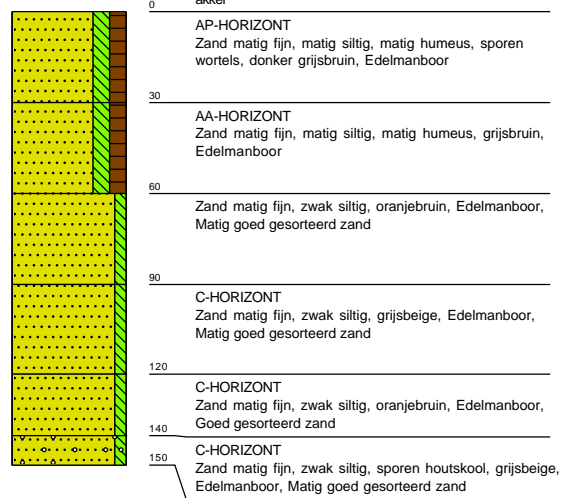 akker
0
AP-HORIZONT
Zand matig fijn, matig siltig, matig humeus, sporen
wortels, donker grijsbruin, Edelmanboor
30
AA-HORIZONT
Zand matig fijn, matig siltig, matig humeus, grijsbruin,
Edelmanboor
60
Zand matig fijn, zwak siltig, oranjebruin, Edelmanboor,
Matig goed gesorteerd zand
90
C-HORIZONT
Zand matig fijn, zwak siltig, grijsbeige, Edelmanboor,
Matig goed gesorteerd zand
120
C-HORIZONT
Zand matig fijn, zwak siltig, oranjebruin, Edelmanboor,
Goed gesorteerd zand
140
C-HORIZONT
150
Zand matig fijn, zwak siltig, sporen houtskool, grijsbeige,
Edelmanboor, Matig goed gesorteerd zand